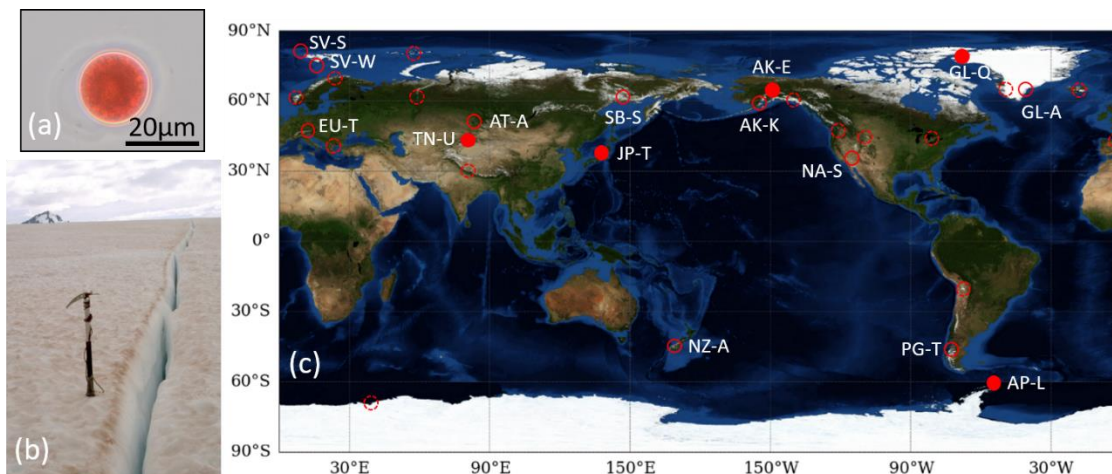 (a)
20μm
(b)
90°N
60°N
30°N
0°
30°S
60°S
90°S
SV-S
SV-W
EU-T
AT-A
TN-U
SB-S
JP-T
AK-E
AK-K
GL-Q
GL-A
NA-S
NZ-A
PG-T
AP-L
(c)
30°E
90°E
150°E
150°W
90°W
30°W